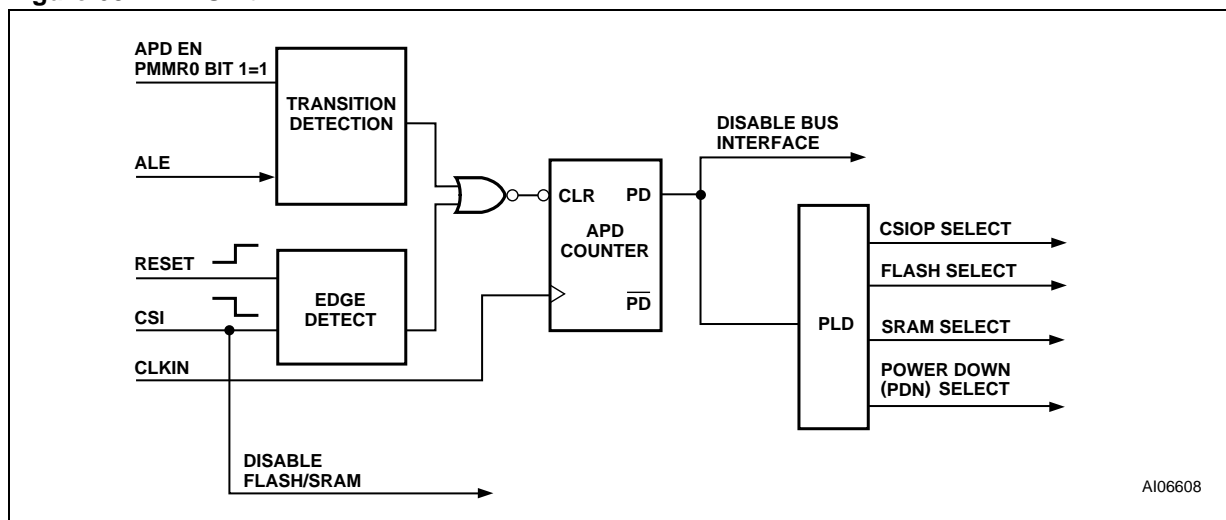 APD EN
PMMR0 BIT 1=1
TRANSITION
DETECTION
ALE
RESET
CSI
EDGE
DETECT
CLKIN
DISABLE
FLASH/SRAM
CLR
PD
APD
COUNTER
PD
DISABLE BUS
INTERFACE
PLD
CSIOP SELECT
FLASH SELECT
SRAM SELECT
POWER DOWN
(PDN) SELECT
AI06608